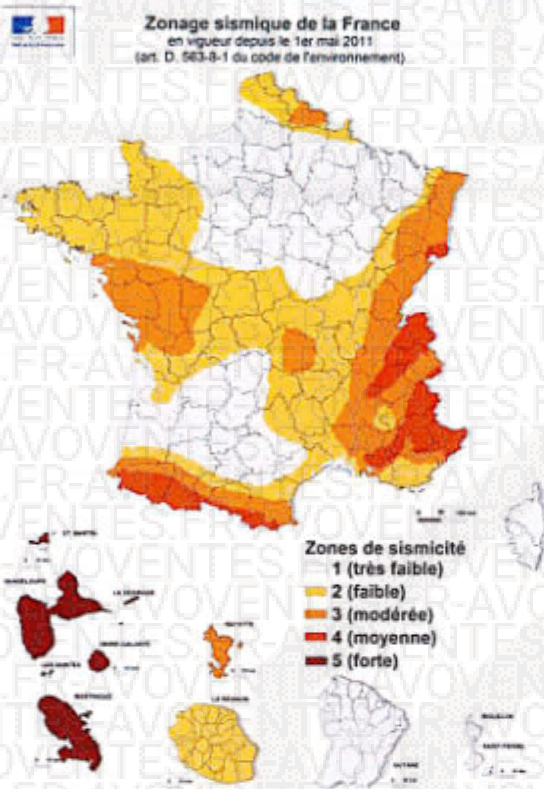 Zonage sismique de la France
en vigueur depuis le 1er mai 2011
(art. D. 563-8-1 du code de l'environnement)
Zones de sismicité
1 (très faible)
2 (faible)
3 (modérée)
4 (moyenne)
5 (forte)
ST MARTIN
GUADELOUPE
LA DESIRADE
MARIE GALANTE
LES SAINTES
MARTINIQUE
MAYOTTE
LA REUNION
GUYANE
MIQUELON
SAINT PIERRE